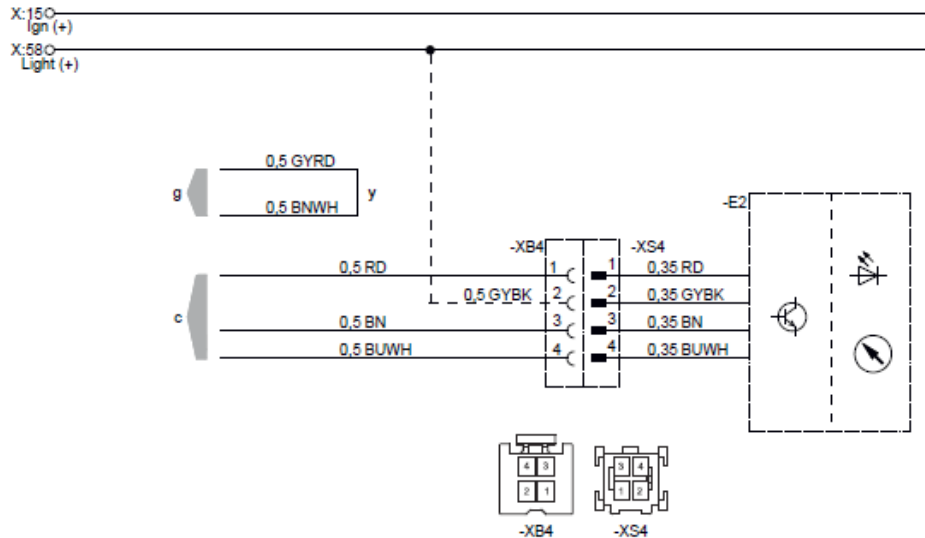 X:15
Ign (+)
X:58
Light (+)
0,5 GYRD
g
y
0,5 BNWH
-E2
-XB4
-XS4
0,5 RD
1
1
0,35 RD
0,5 GYBK
2
2
0,35 GYBK
c
0,5 BN
3
3
0,35 BN
0,5 BUWH
4
4
0,35 BUWH
4 3
3 4
2 1
1 2
-XB4
-XS4